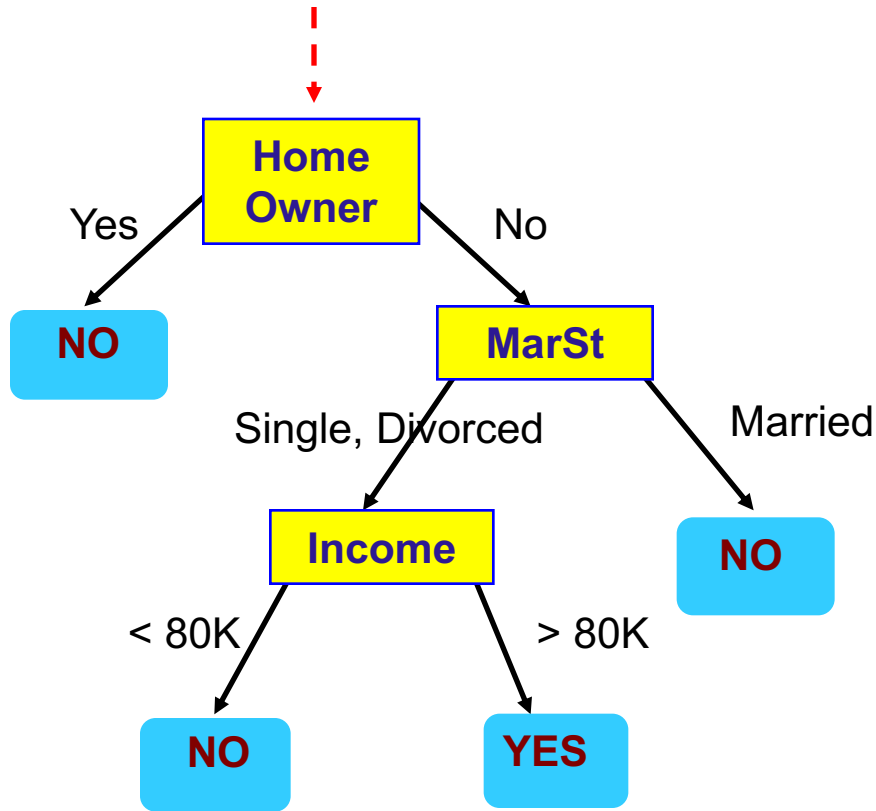 Home
Owner
Yes
No
NO
MarSt
Single, Divorced
Married
Income
NO
< 80K
> 80K
NO
YES